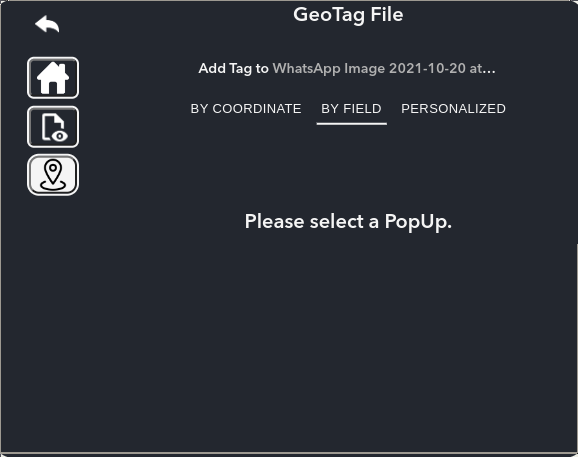 GeoTag File
Add Tag to WhatsApp Image 2021-10-20 at...
BY COORDINATE BY FIELD PERSONALIZED
Please select a PopUp.